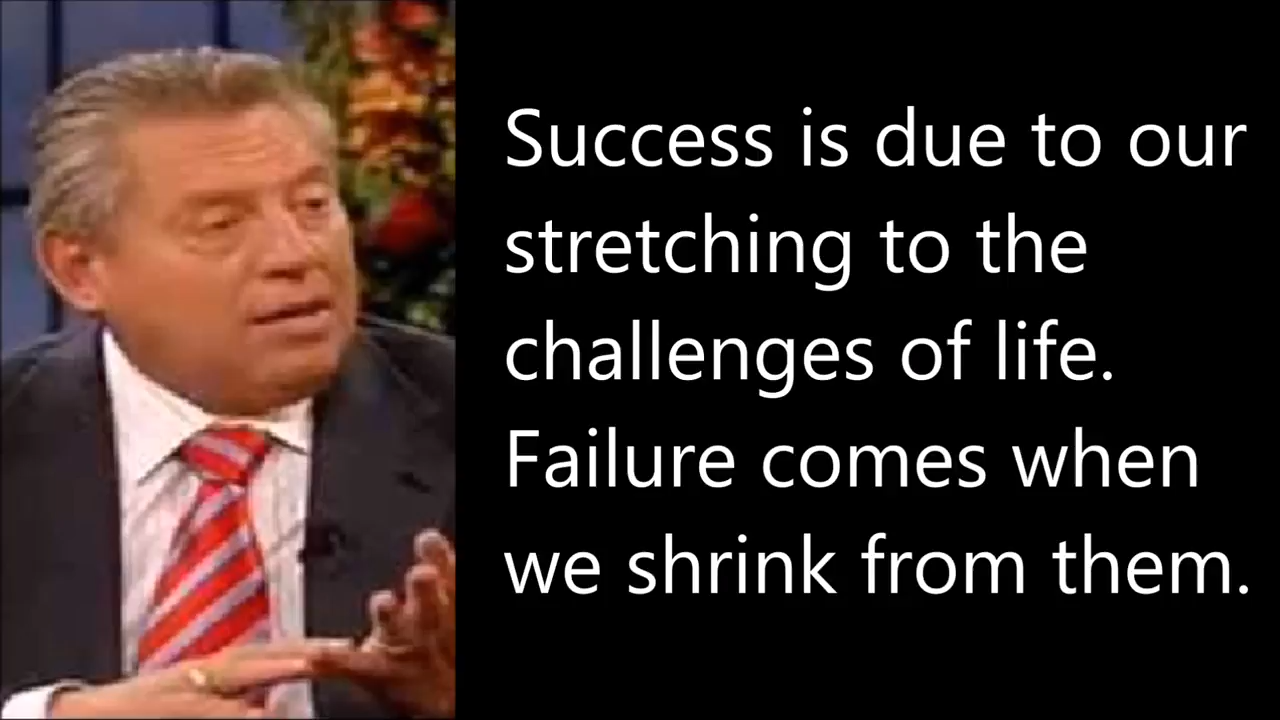 Success is due to our
stretching to the
challenges of life.
Failure comes when
we shrink from them.